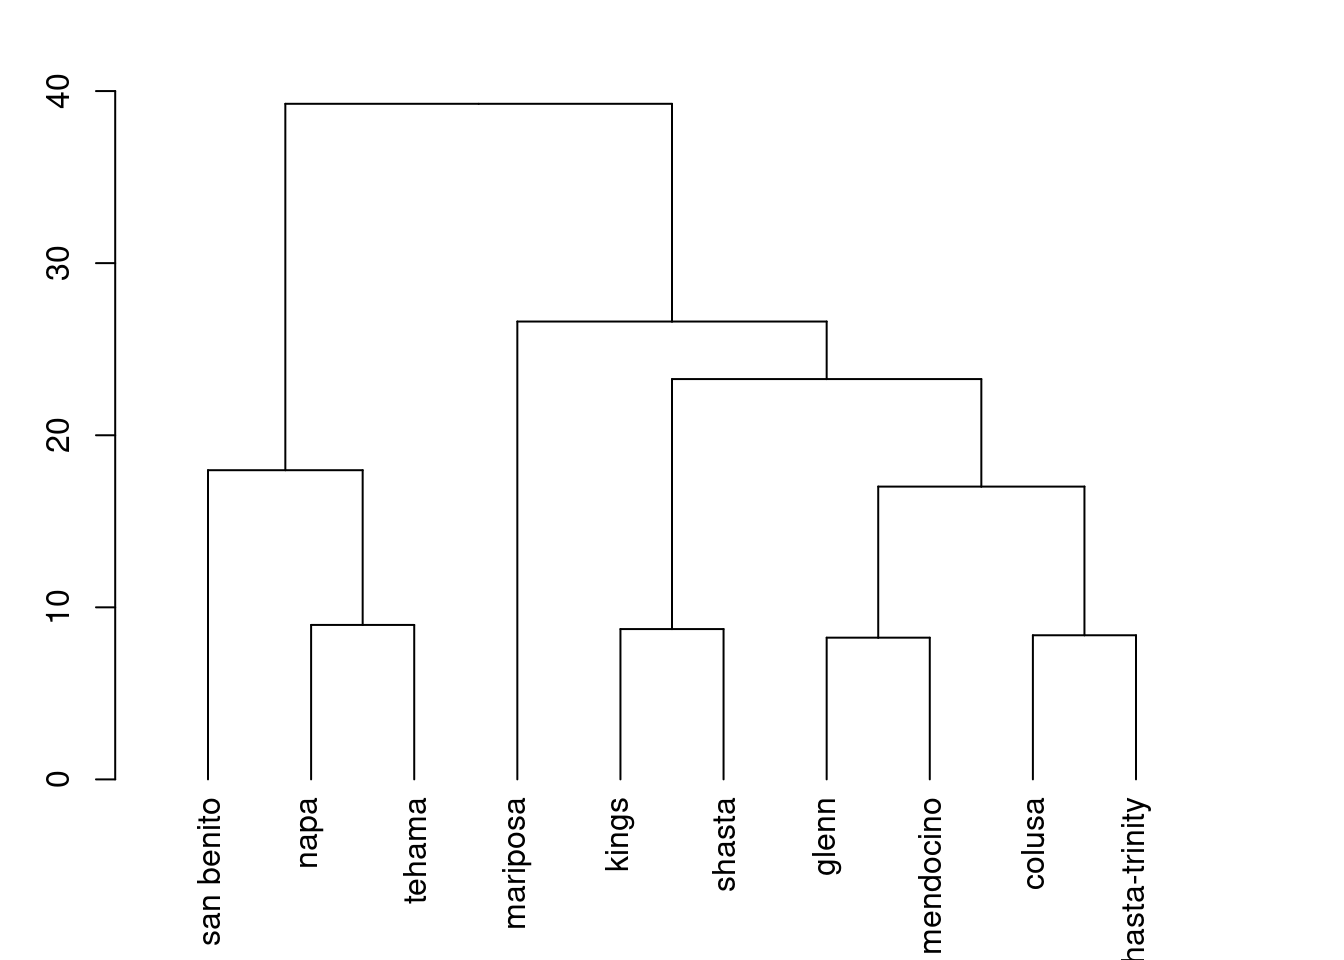 40
30
20
10
0
san benito
napa
tehama
mariposa
kings
shasta
glenn
mendocino
colusa
hasta-trinity